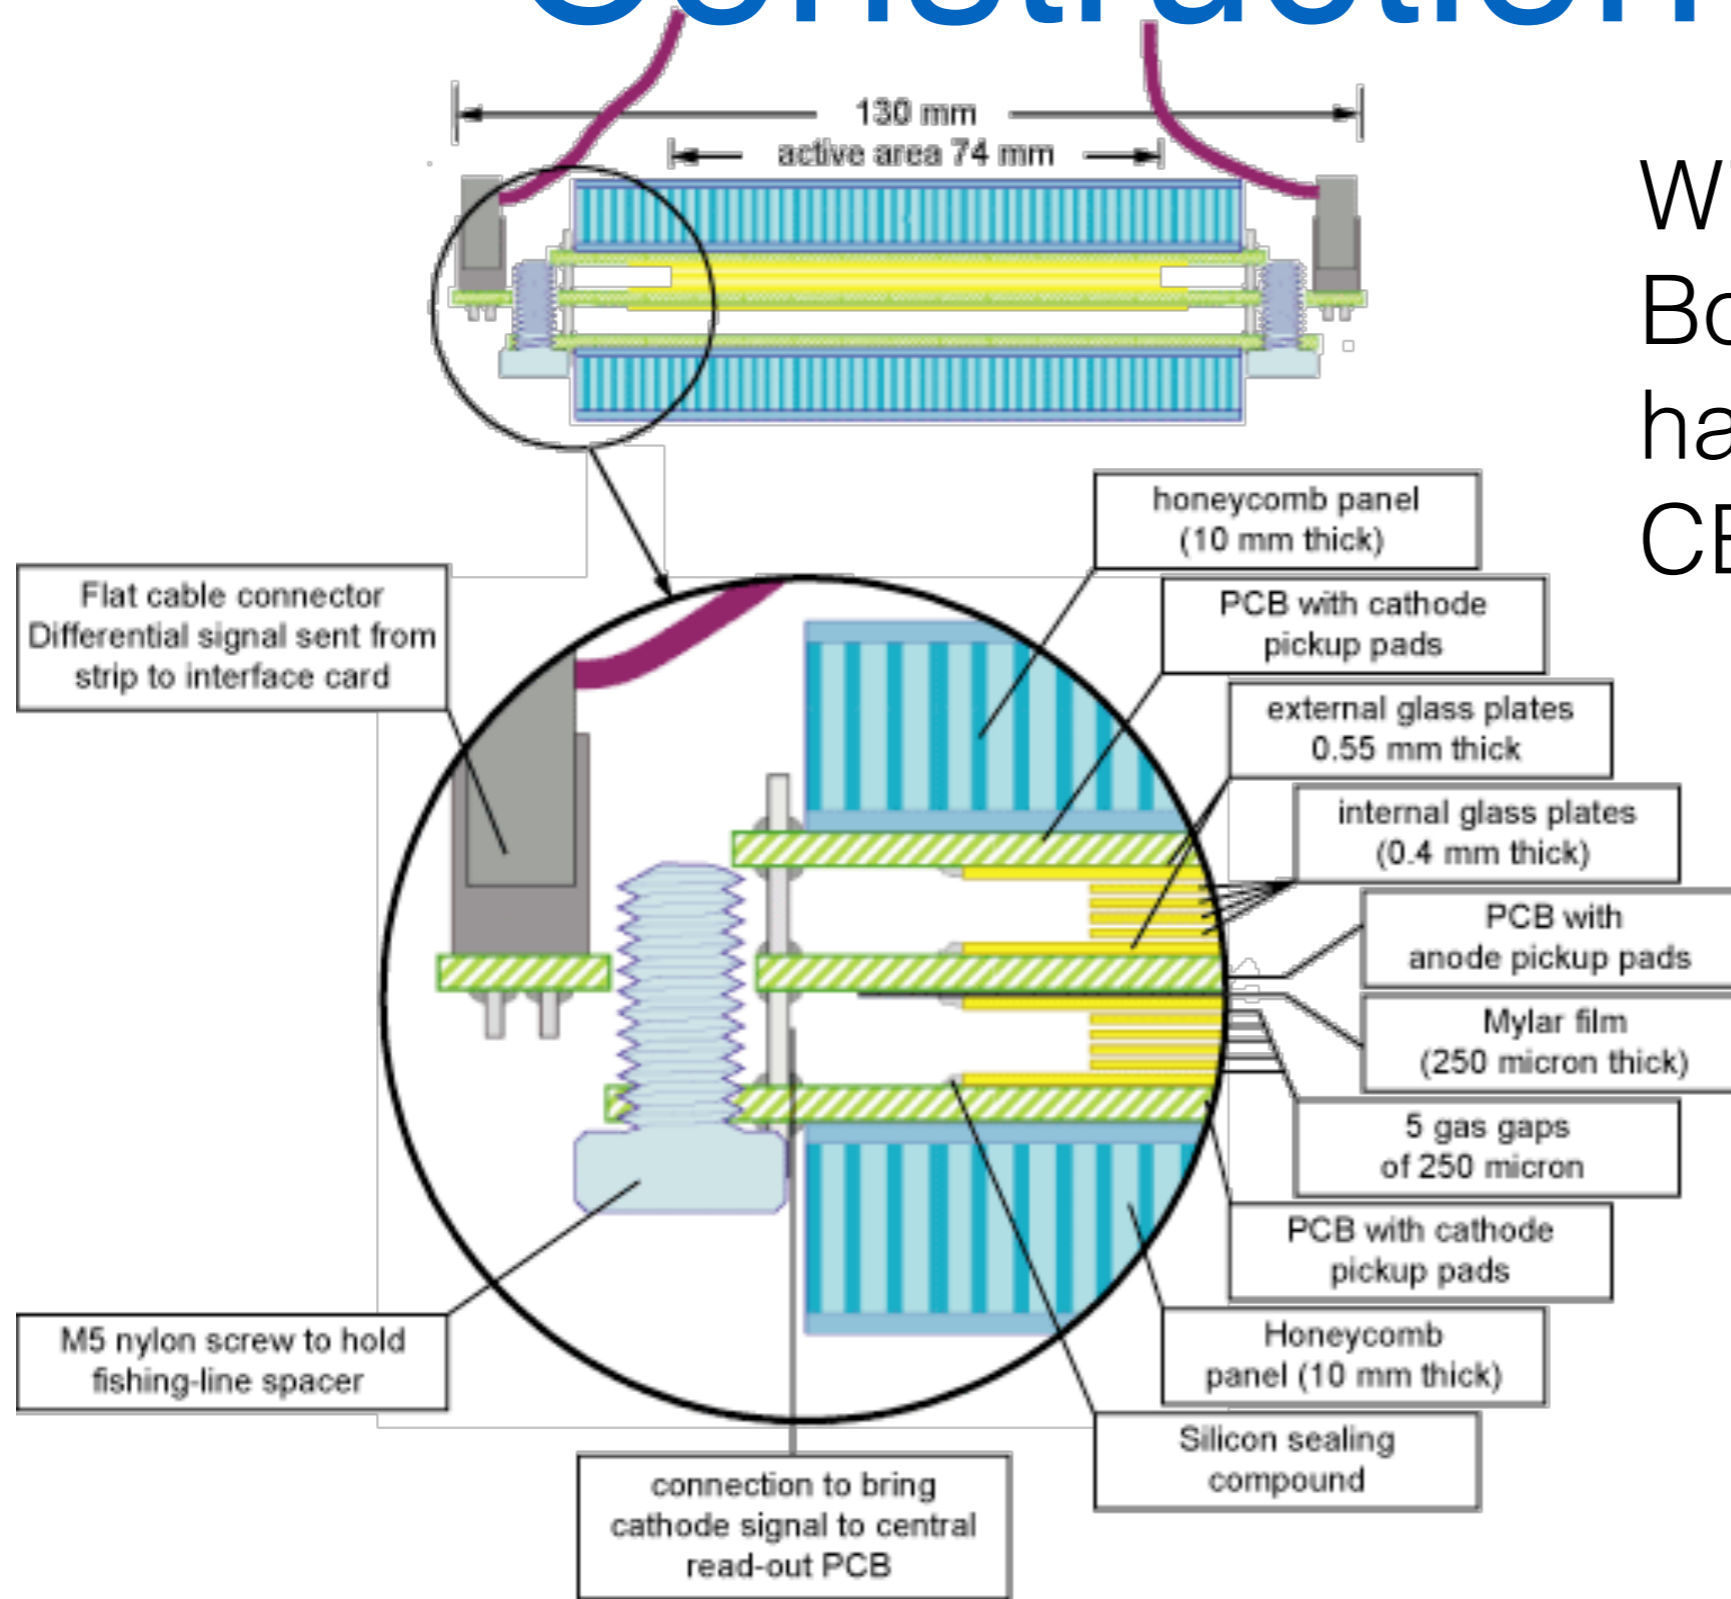 Construction
130 mm
active area 74 mm
honeycomb panel
(10 mm thick)
Flat cable connector
Differential signal sent from
strip to interface card
PCB with cathode
pickup pads
external glass plates
0.55 mm thick
internal glass plates
(0.4 mm thick)
PCB with
anode pickup pads
Mylar film
(250 micron thick)
5 gas gaps
of 250 micron
PCB with cathode
pickup pads
Honeycomb
panel (10 mm thick)
M5 nylon screw to hold
fishing-line spacer
Silicon sealing
compound
connection to bring
cathode signal to central
read-out PCB